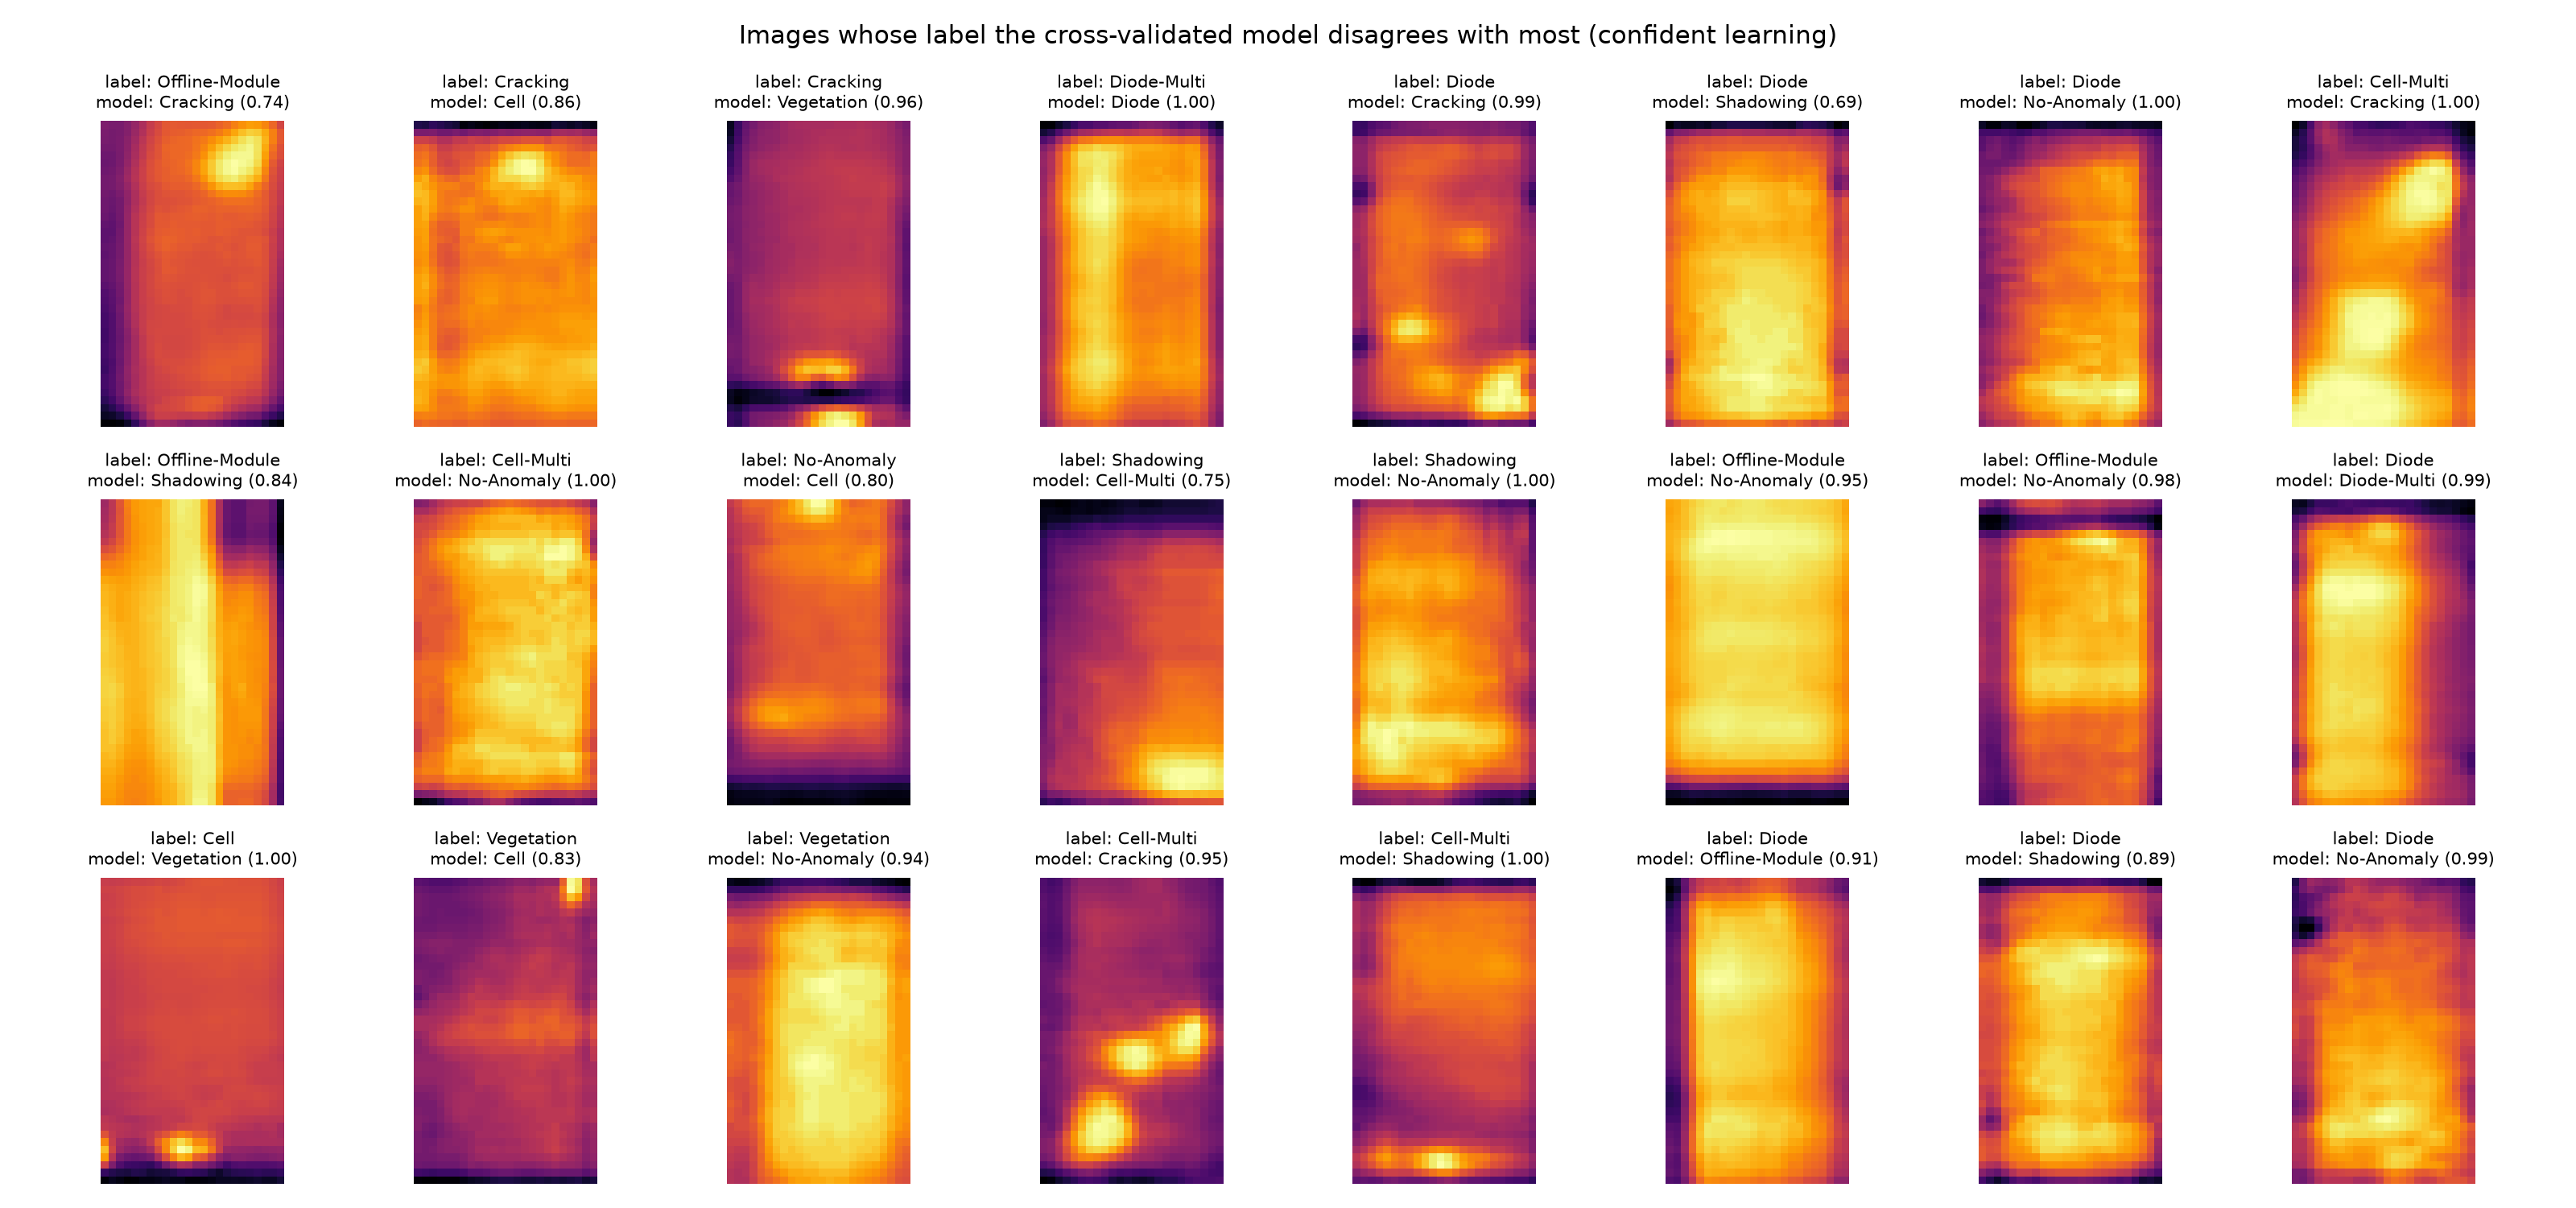 Images whose label the cross-validated model disagrees with most (confident learning)
label: Offline-Module
model: Cracking (0.74)
label: Cracking
model: Cell (0.86)
label: Cracking
model: Vegetation (0.96)
label: Diode-Multi
model: Diode (1.00)
label: Diode
model: Cracking (0.99)
label: Diode
model: Shadowing (0.69)
label: Diode
model: No-Anomaly (1.00)
label: Cell-Multi
model: Cracking (1.00)
label: Offline-Module
model: Shadowing (0.84)
label: Cell-Multi
model: No-Anomaly (1.00)
label: No-Anomaly
model: Cell (0.80)
label: Shadowing
model: Cell-Multi (0.75)
label: Shadowing
model: No-Anomaly (1.00)
label: Offline-Module
model: No-Anomaly (0.95)
label: Offline-Module
model: No-Anomaly (0.98)
label: Diode
model: Diode-Multi (0.99)
label: Cell
model: Vegetation (1.00)
label: Vegetation
model: Cell (0.83)
label: Vegetation
model: No-Anomaly (0.94)
label: Cell-Multi
model: Cracking (0.95)
label: Cell-Multi
model: Shadowing (1.00)
label: Diode
model: Offline-Module (0.91)
label: Diode
model: Shadowing (0.89)
label: Diode
model: No-Anomaly (0.99)